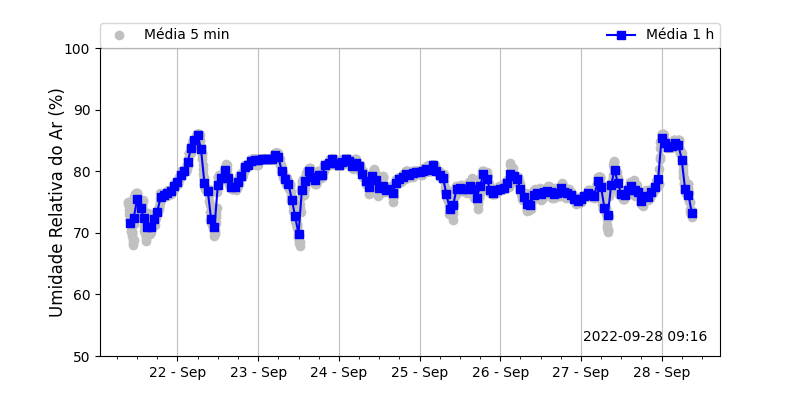 Média 5 min
Média 1 h
100
90
80
70
60
50
Umidade Relativa do Ar (%)
2022-09-28 09:16
22 - Sep
23 - Sep
24 - Sep
25 - Sep
26 - Sep
27 - Sep
28 - Sep